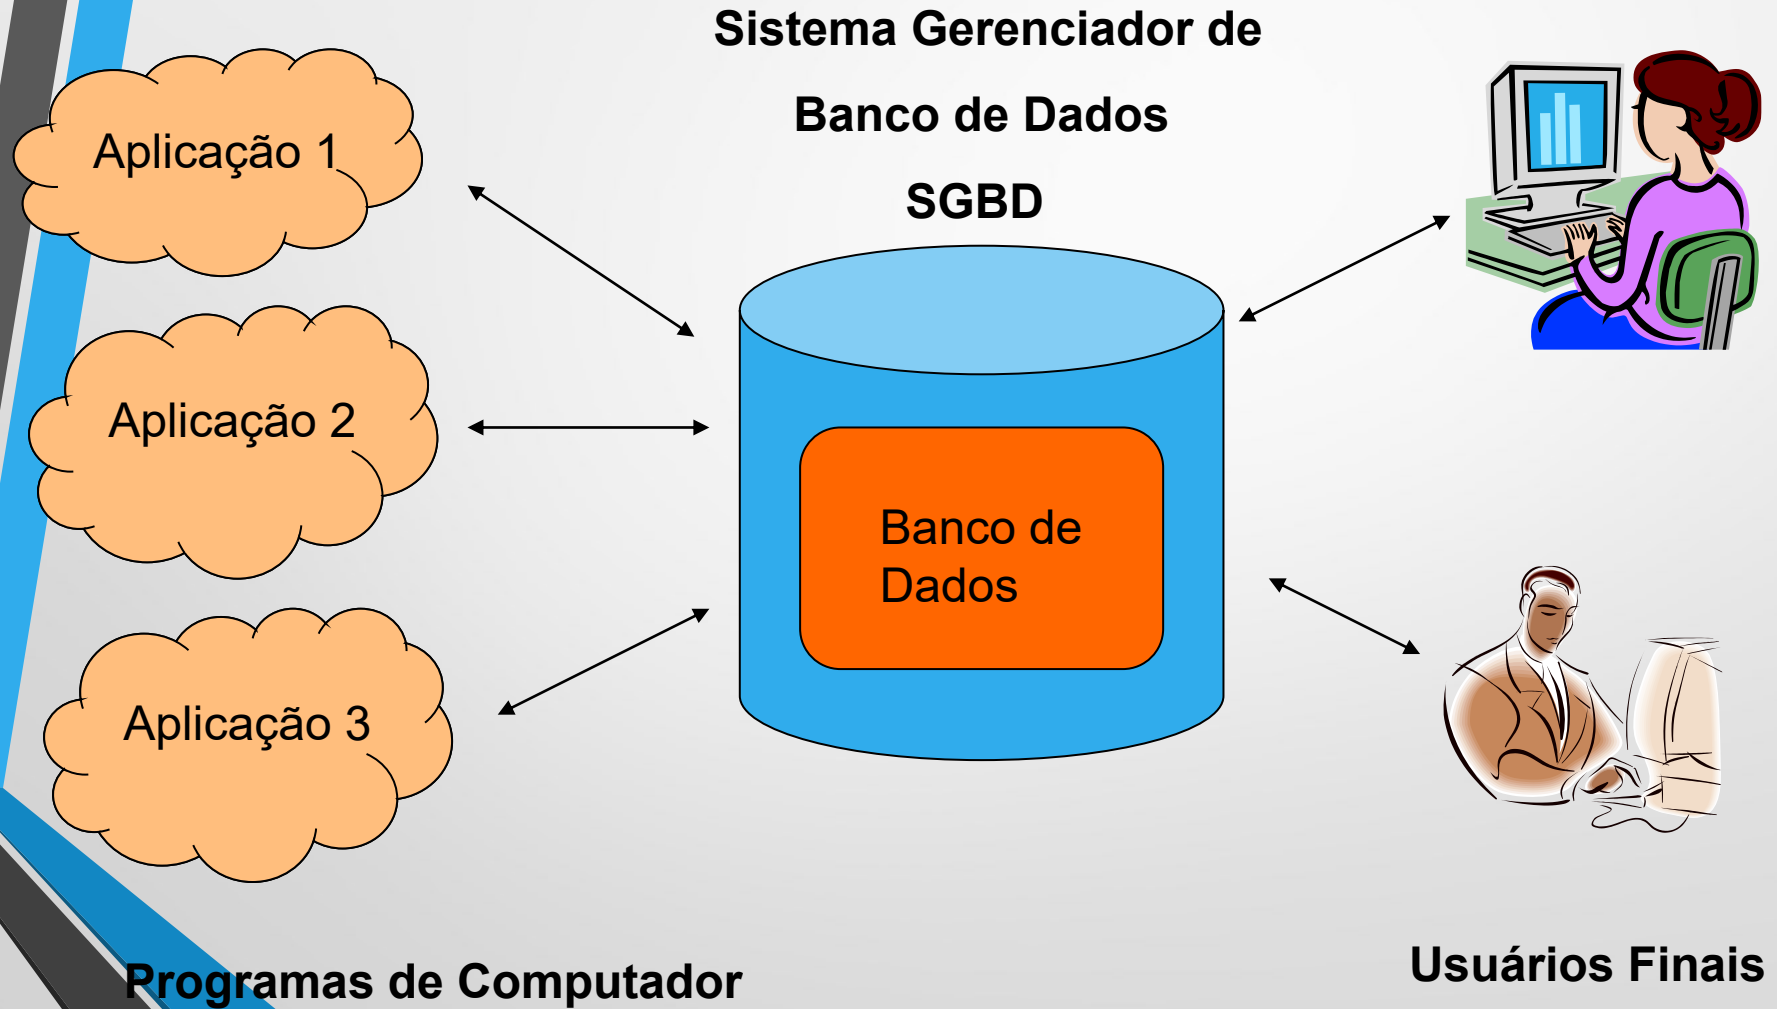 Sistema Gerenciador de
Banco de Dados
SGBD
Aplicação 1
Aplicação 2
Aplicação 3
Banco de
Dados
Programas de Computador
Usuários Finais